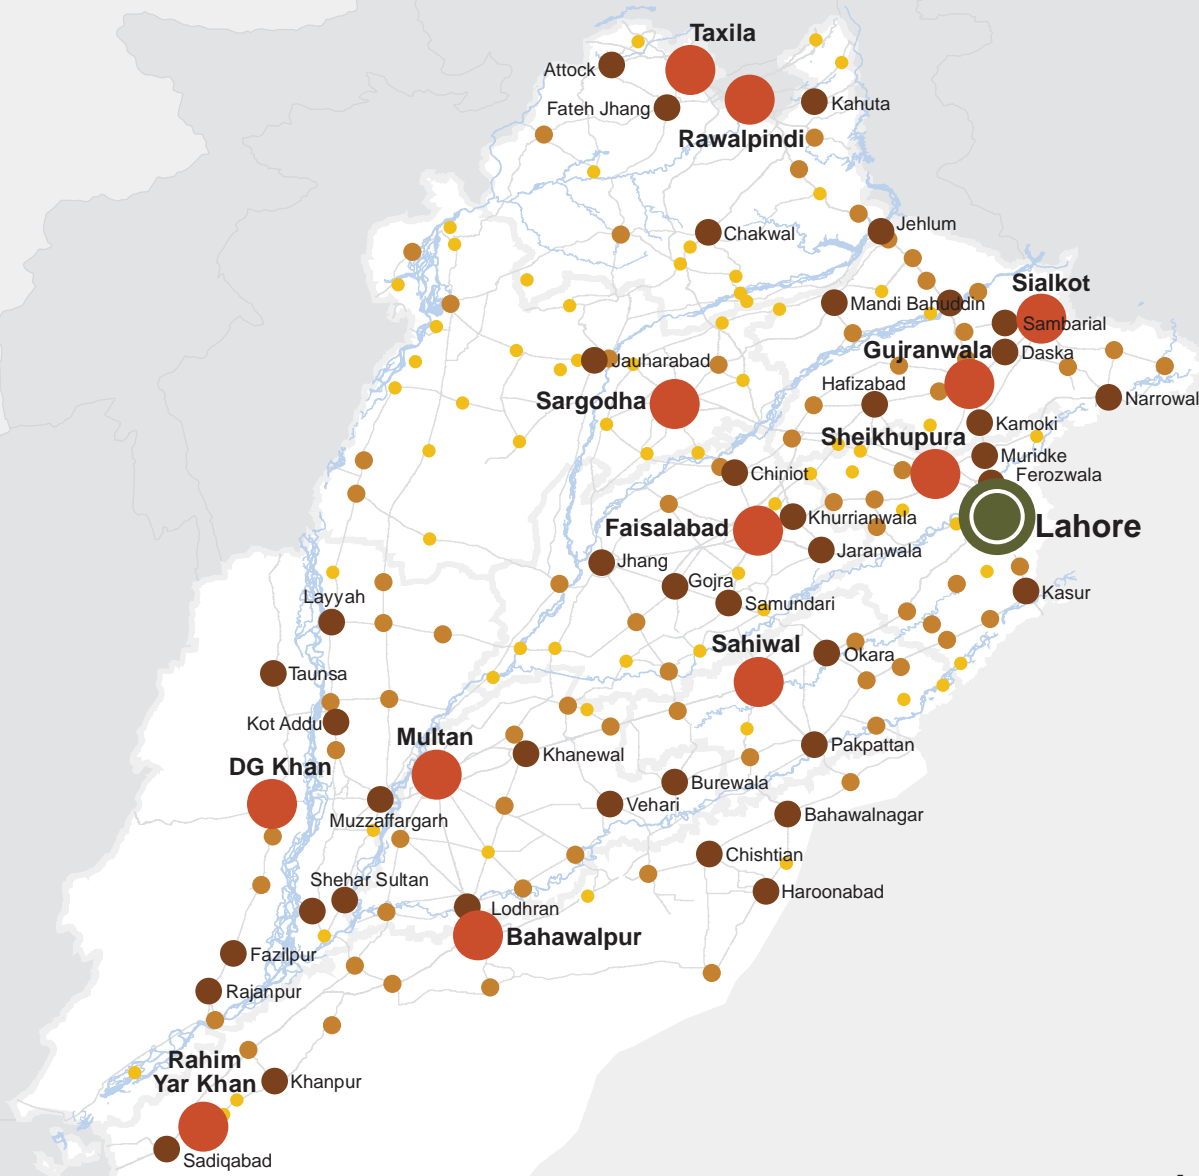 Taxila
Attock
Fateh Jhang
Kahuta
Rawalpindi
Jehlum
Chakwal
Sialkot
Mandi Bahuddin
Sambarial
Gujranwala
Daska
Jauharabad
Hafizabad
Sargodha
Narrowal
Kamoki
Sheikhupura
Muridke
Chiniot
Ferozwala
Khurrianwala
Faisalabad
Lahore
Jaranwala
Jhang
Gojra
Kasur
Layyah
Samundari
Sahiwal
Okara
Taunsa
Kot Addu
Multan
Pakpattan
Khanewal
DG Khan
Burewala
Vehari
Muzzaffargarh
Bahawalnagar
Chishtian
Shehar Sultan
Haroonabad
Lodhran
Bahawalpur
Fazilpur
Rajanpur
Rahim
Yar Khan
Khanpur
Sadiqabad